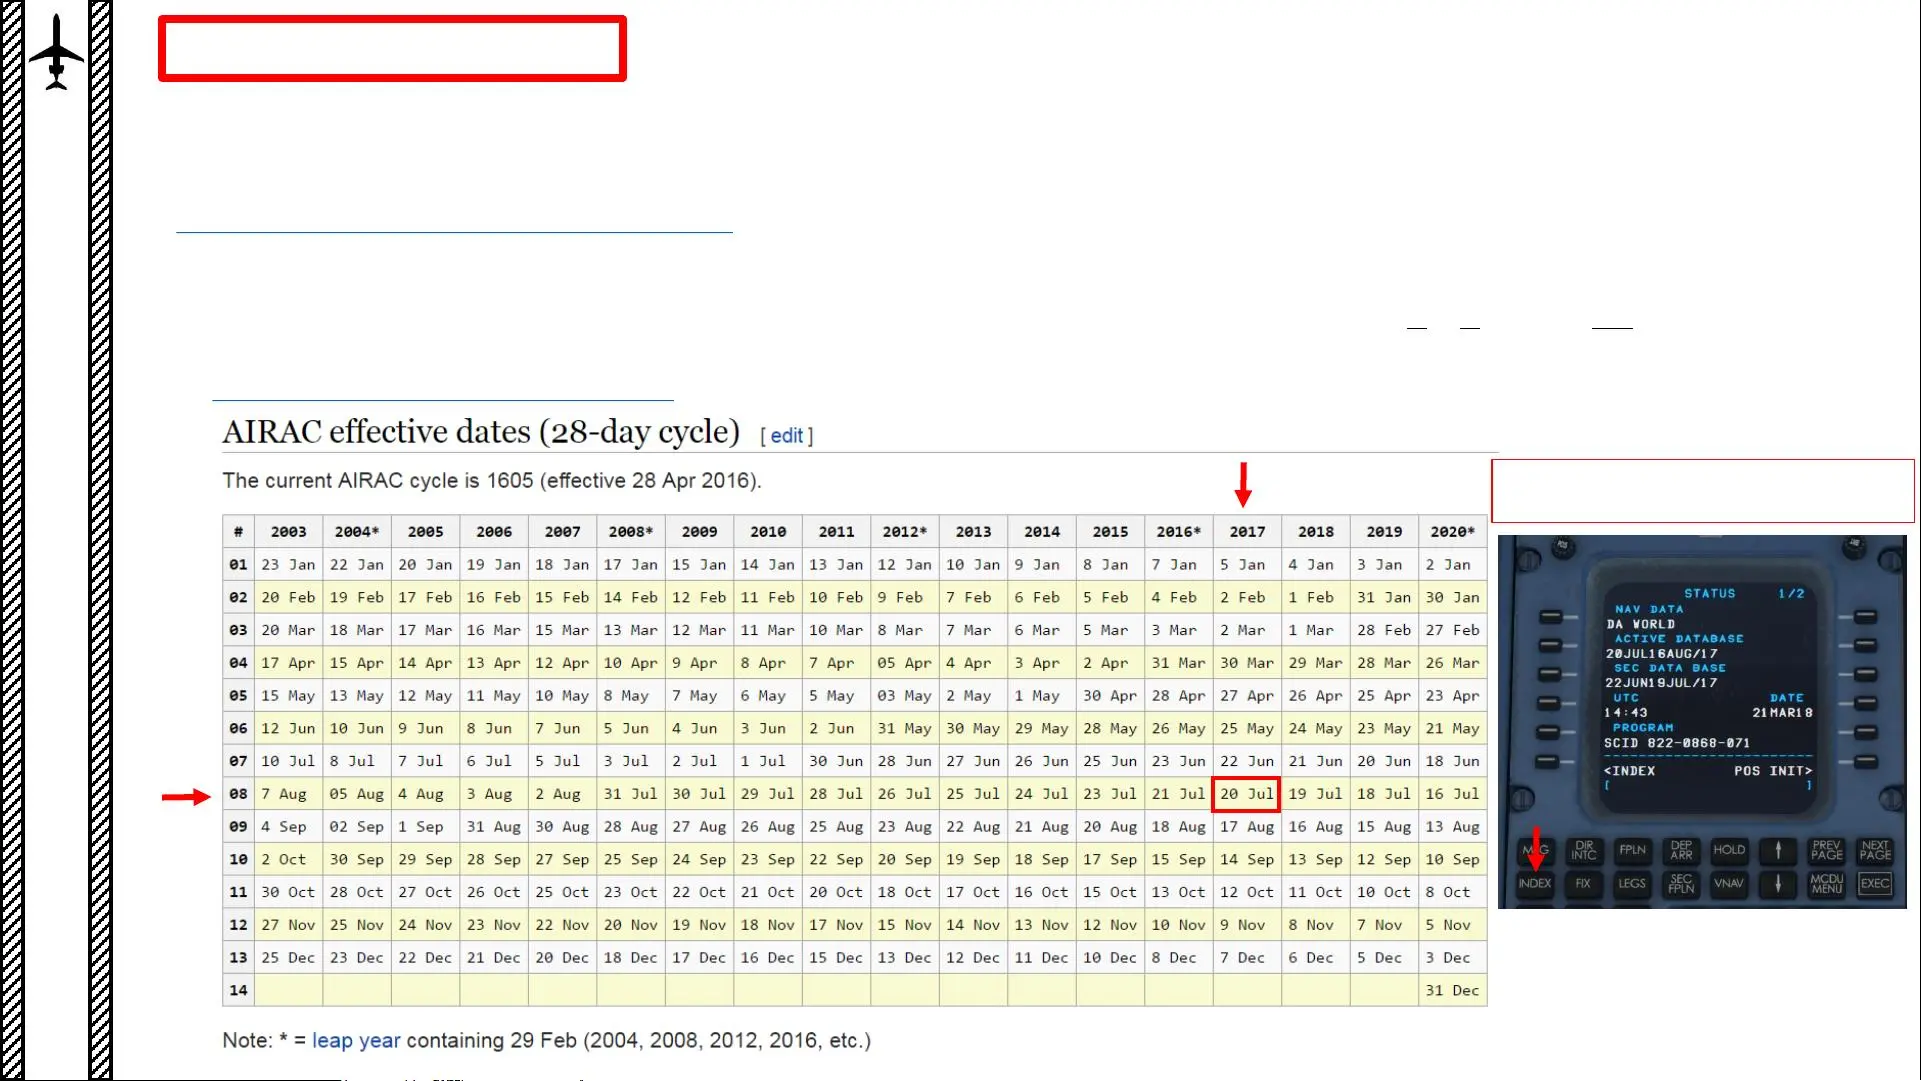 AIRAC effective dates (28-day cycle) [ edit ]
The current AIRAC cycle is 1605 (effective 28 Apr 2016).
# 2003 2004* 2005 2006 2007 2008* 2009 2010 2011 2012* 2013 2014 2015 2016* 2017 2018 2019 2020*
01 23 Jan 22 Jan 20 Jan 19 Jan 18 Jan 17 Jan 15 Jan 14 Jan 13 Jan 12 Jan 10 Jan 9 Jan 8 Jan 7 Jan 5 Jan 4 Jan 3 Jan 2 Jan
02 20 Feb 19 Feb 17 Feb 16 Feb 15 Feb 14 Feb 12 Feb 11 Feb 10 Feb 9 Feb 7 Feb 6 Feb 5 Feb 4 Feb 2 Feb 1 Feb 31 Jan 30 Jan
03 20 Mar 18 Mar 17 Mar 16 Mar 15 Mar 13 Mar 12 Mar 11 Mar 10 Mar 8 Mar 7 Mar 6 Mar 5 Mar 3 Mar 2 Mar 1 Mar 28 Feb 27 Feb
04 17 Apr 15 Apr 14 Apr 13 Apr 12 Apr 10 Apr 9 Apr 8 Apr 7 Apr 05 Apr 4 Apr 3 Apr 2 Apr 31 Mar 30 Mar 29 Mar 28 Mar 26 Mar
05 15 May 13 May 12 May 11 May 10 May 8 May 7 May 6 May 5 May 03 May 2 May 1 May 30 Apr 28 Apr 27 Apr 26 Apr 25 Apr 23 Apr
06 12 Jun 10 Jun 9 Jun 8 Jun 7 Jun 5 Jun 4 Jun 3 Jun 2 Jun 31 May 30 May 29 May 28 May 26 May 25 May 24 May 23 May 21 May
07 10 Jul 8 Jul 7 Jul 6 Jul 5 Jul 3 Jul 2 Jul 1 Jul 30 Jun 28 Jun 27 Jun 26 Jun 25 Jun 23 Jun 22 Jun 21 Jun 20 Jun 18 Jun
08 7 Aug 05 Aug 4 Aug 3 Aug 2 Aug 31 Jul 30 Jul 29 Jul 28 Jul 26 Jul 25 Jul 24 Jul 23 Jul 21 Jul 20 Jul 19 Jul 18 Jul 16 Jul
09 4 Sep 02 Sep 1 Sep 31 Aug 30 Aug 28 Aug 27 Aug 26 Aug 25 Aug 23 Aug 22 Aug 21 Aug 20 Aug 18 Aug 17 Aug 16 Aug 15 Aug 13 Aug
10 2 Oct 30 Sep 29 Sep 28 Sep 27 Sep 25 Sep 24 Sep 23 Sep 22 Sep 20 Sep 19 Sep 18 Sep 17 Sep 15 Sep 14 Sep 13 Sep 12 Sep 10 Sep
11 30 Oct 28 Oct 27 Oct 26 Oct 25 Oct 23 Oct 22 Oct 21 Oct 20 Oct 18 Oct 17 Oct 16 Oct 15 Oct 13 Oct 12 Oct 11 Oct 10 Oct 8 Oct
12 27 Nov 25 Nov 24 Nov 23 Nov 22 Nov 20 Nov 19 Nov 18 Nov 17 Nov 15 Nov 14 Nov 13 Nov 12 Nov 10 Nov 9 Nov 8 Nov 7 Nov 5 Nov
13 25 Dec 23 Dec 22 Dec 21 Dec 20 Dec 18 Dec 17 Dec 16 Dec 15 Dec 13 Dec 12 Dec 11 Dec 10 Dec 8 Dec 7 Dec 6 Dec 5 Dec 3 Dec
14 31 Dec
Note: * = leap year containing 29 Feb (2004, 2008, 2012, 2016, etc.)
STATUS 1/2
NAV DATA
DA WORLD
ACTIVE DATABASE
20JUL16AUG/17
SEC DATA BASE
22JUN19JUL/17
UTC DATE
14:43 21MAR18
PROGRAM
SCID 822-0868-071
<INDEX POS INIT>
[ ]
DIR INTC FPLN DEP ARR HOLD PREV PAGE NEXT PAGE
INDEX FIX LEGS SEC FPLN VNAV MCDU MENU EXEC